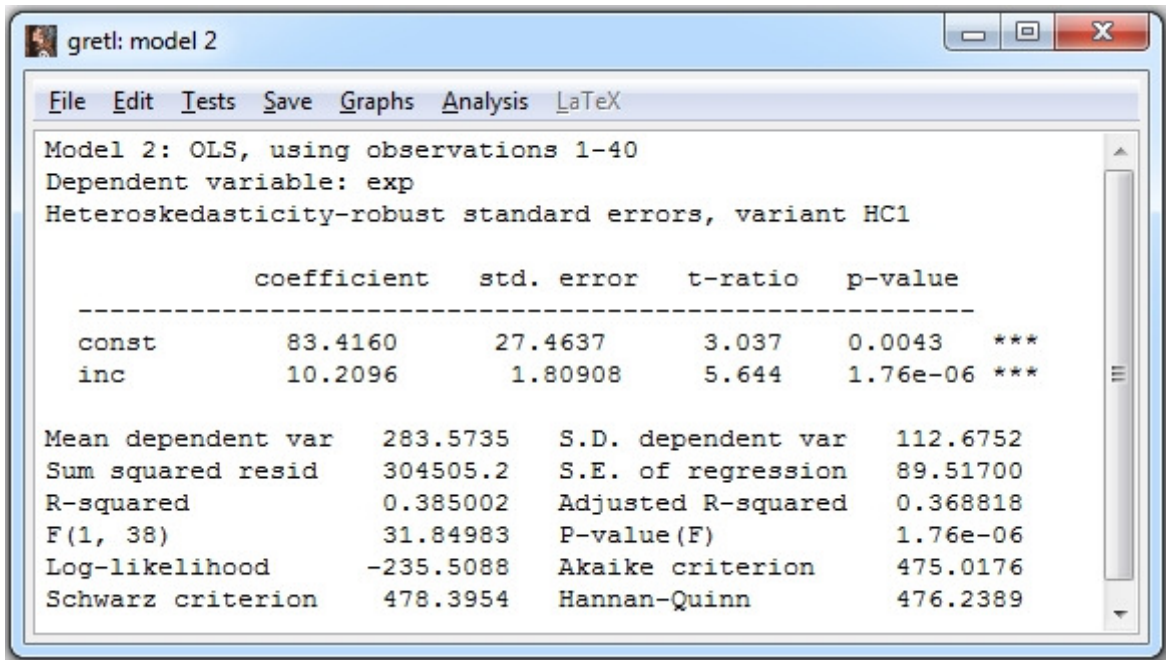 gretl: model 2
File Edit Tests Save Graphs Analysis LaTeX
Model 2: OLS, using observations 1-40
Dependent variable: exp
Heteroskedasticity-robust standard errors, variant HC1
coefficient std. error t-ratio p-value
---------------------------------------------------------
const 83.4160 27.4637 3.037 0.0043 ***
inc 10.2096 1.80908 5.644 1.76e-06 ***
Mean dependent var 283.5735 S.D. dependent var 112.6752
Sum squared resid 304505.2 S.E. of regression 89.51700
R-squared 0.385002 Adjusted R-squared 0.368818
F(1, 38) 31.84983 P-value(F) 1.76e-06
Log-likelihood -235.5088 Akaike criterion 475.0176
Schwarz criterion 478.3954 Hannan-Quinn 476.2389